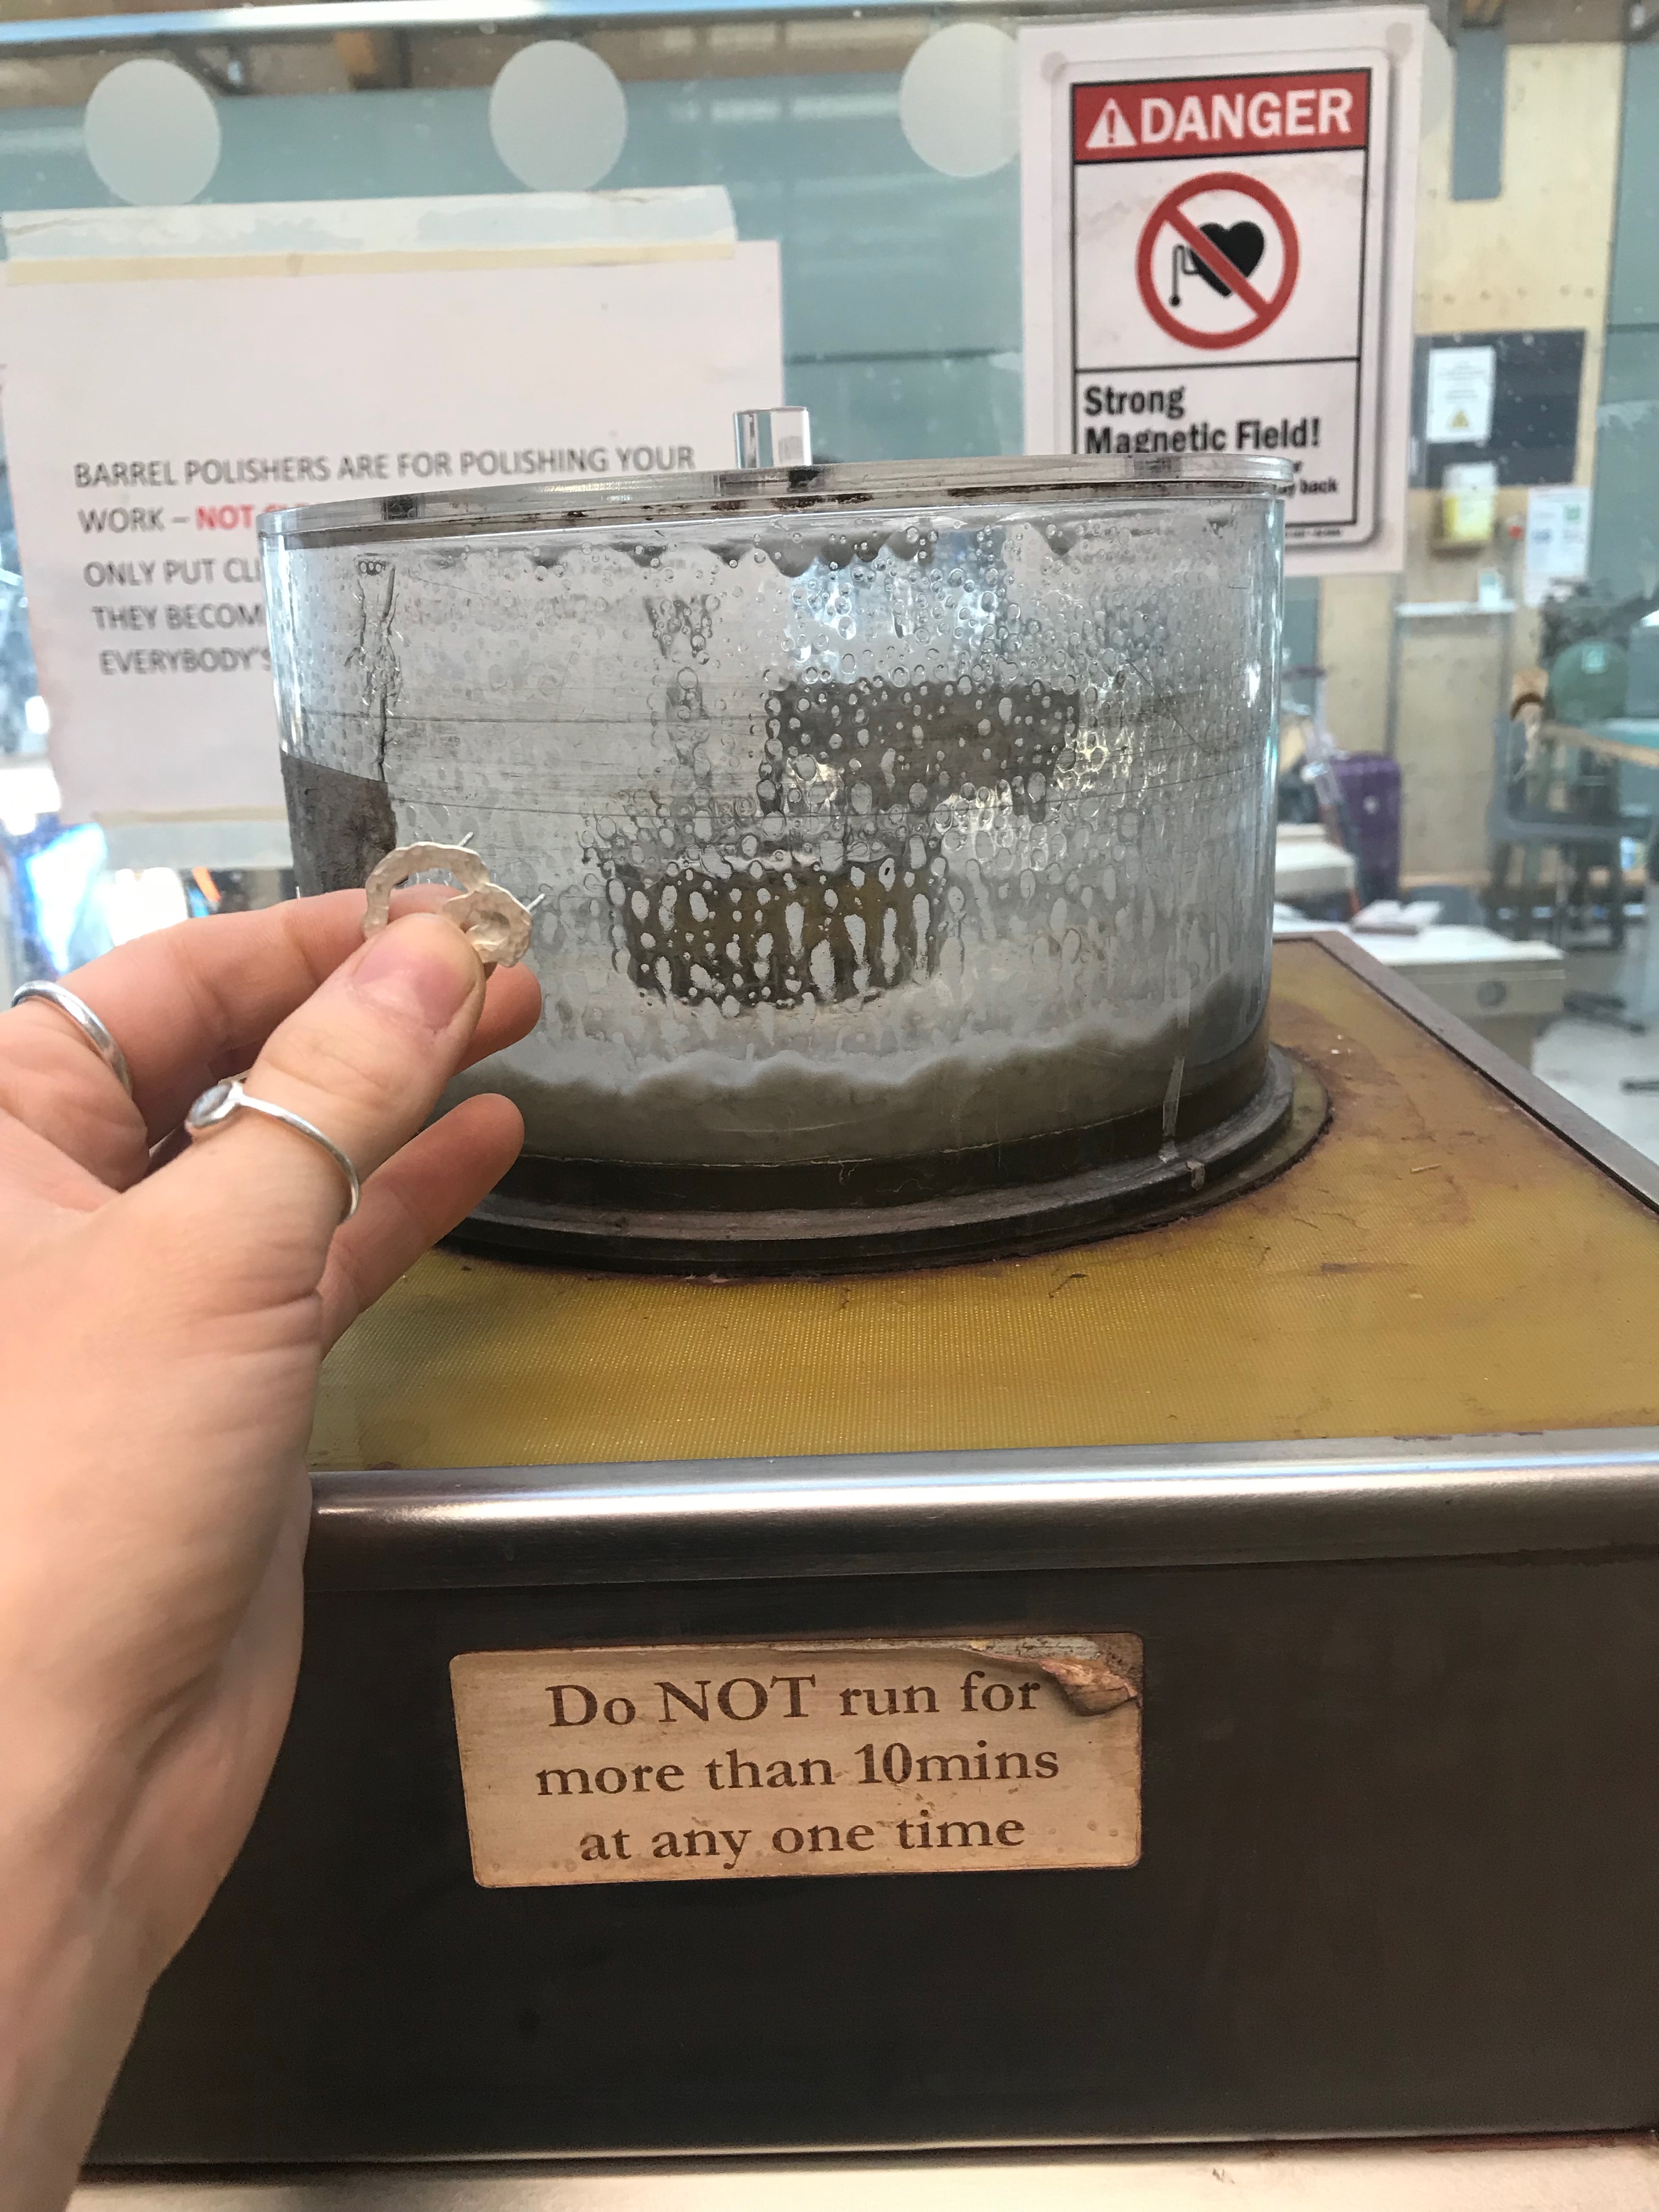 BARREL POLISHERS ARE FOR POLISHING YOUR
WORK – NOT
ONLY PUT
THEY
EVERYBODY'S
DANGER
Strong
Magnetic Field!
back
Do NOT run for
more than 10mins
at any one time